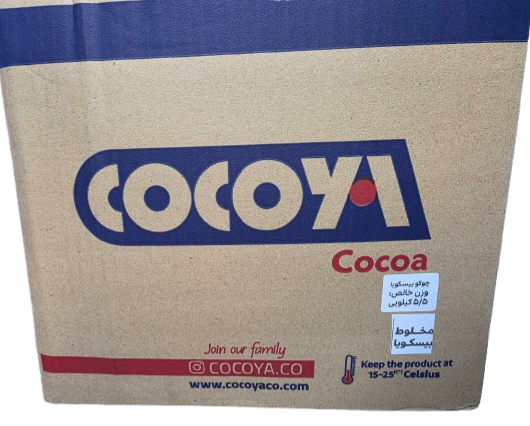 COCOYA
Cocoa
چوکو بیسکویا
وزن خالص:
۵/۵ کیلویی
مخلوط
بیسکویا
Join our family
COCOYA.CO
www.cocoyaco.com
Keep the product at
15-25°C Celsius